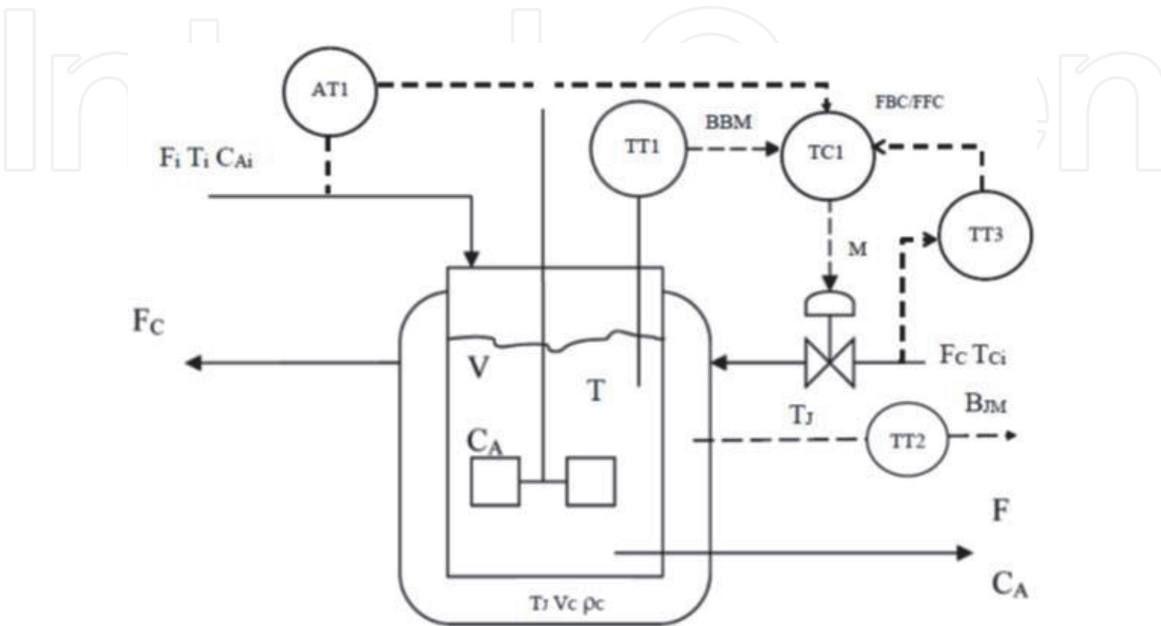 AT1
FBC/FFC
BBM
TT1
TC1
Fi Ti CAi
TT3
M
FC
FC TCi
V
T
TJ
BJM
TT2
CA
F
CA
TJ VC ρC